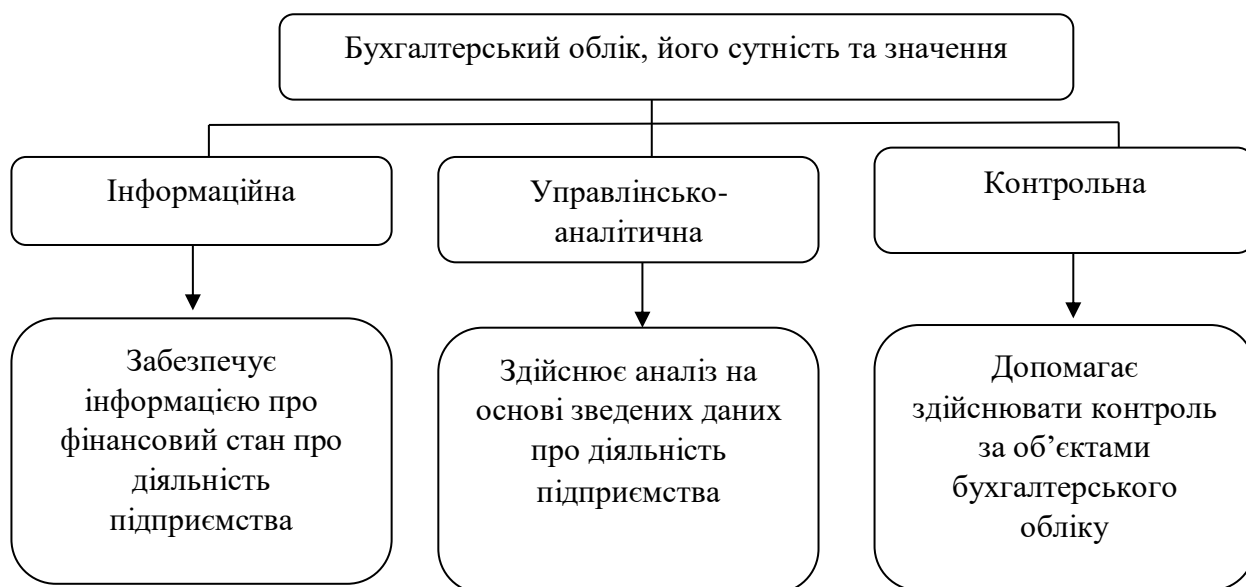 Бухгалтерський облік, його сутність та значення
Інформаційна
Управлінсько-
аналітична
Контрольна
Забезпечує
інформацією про
фінансовий стан про
діяльність
підприємства
Здійснює аналіз на
основі зведених даних
про діяльність
підприємства
Допомагає
здійснювати контроль
за об’єктами
бухгалтерського
обліку